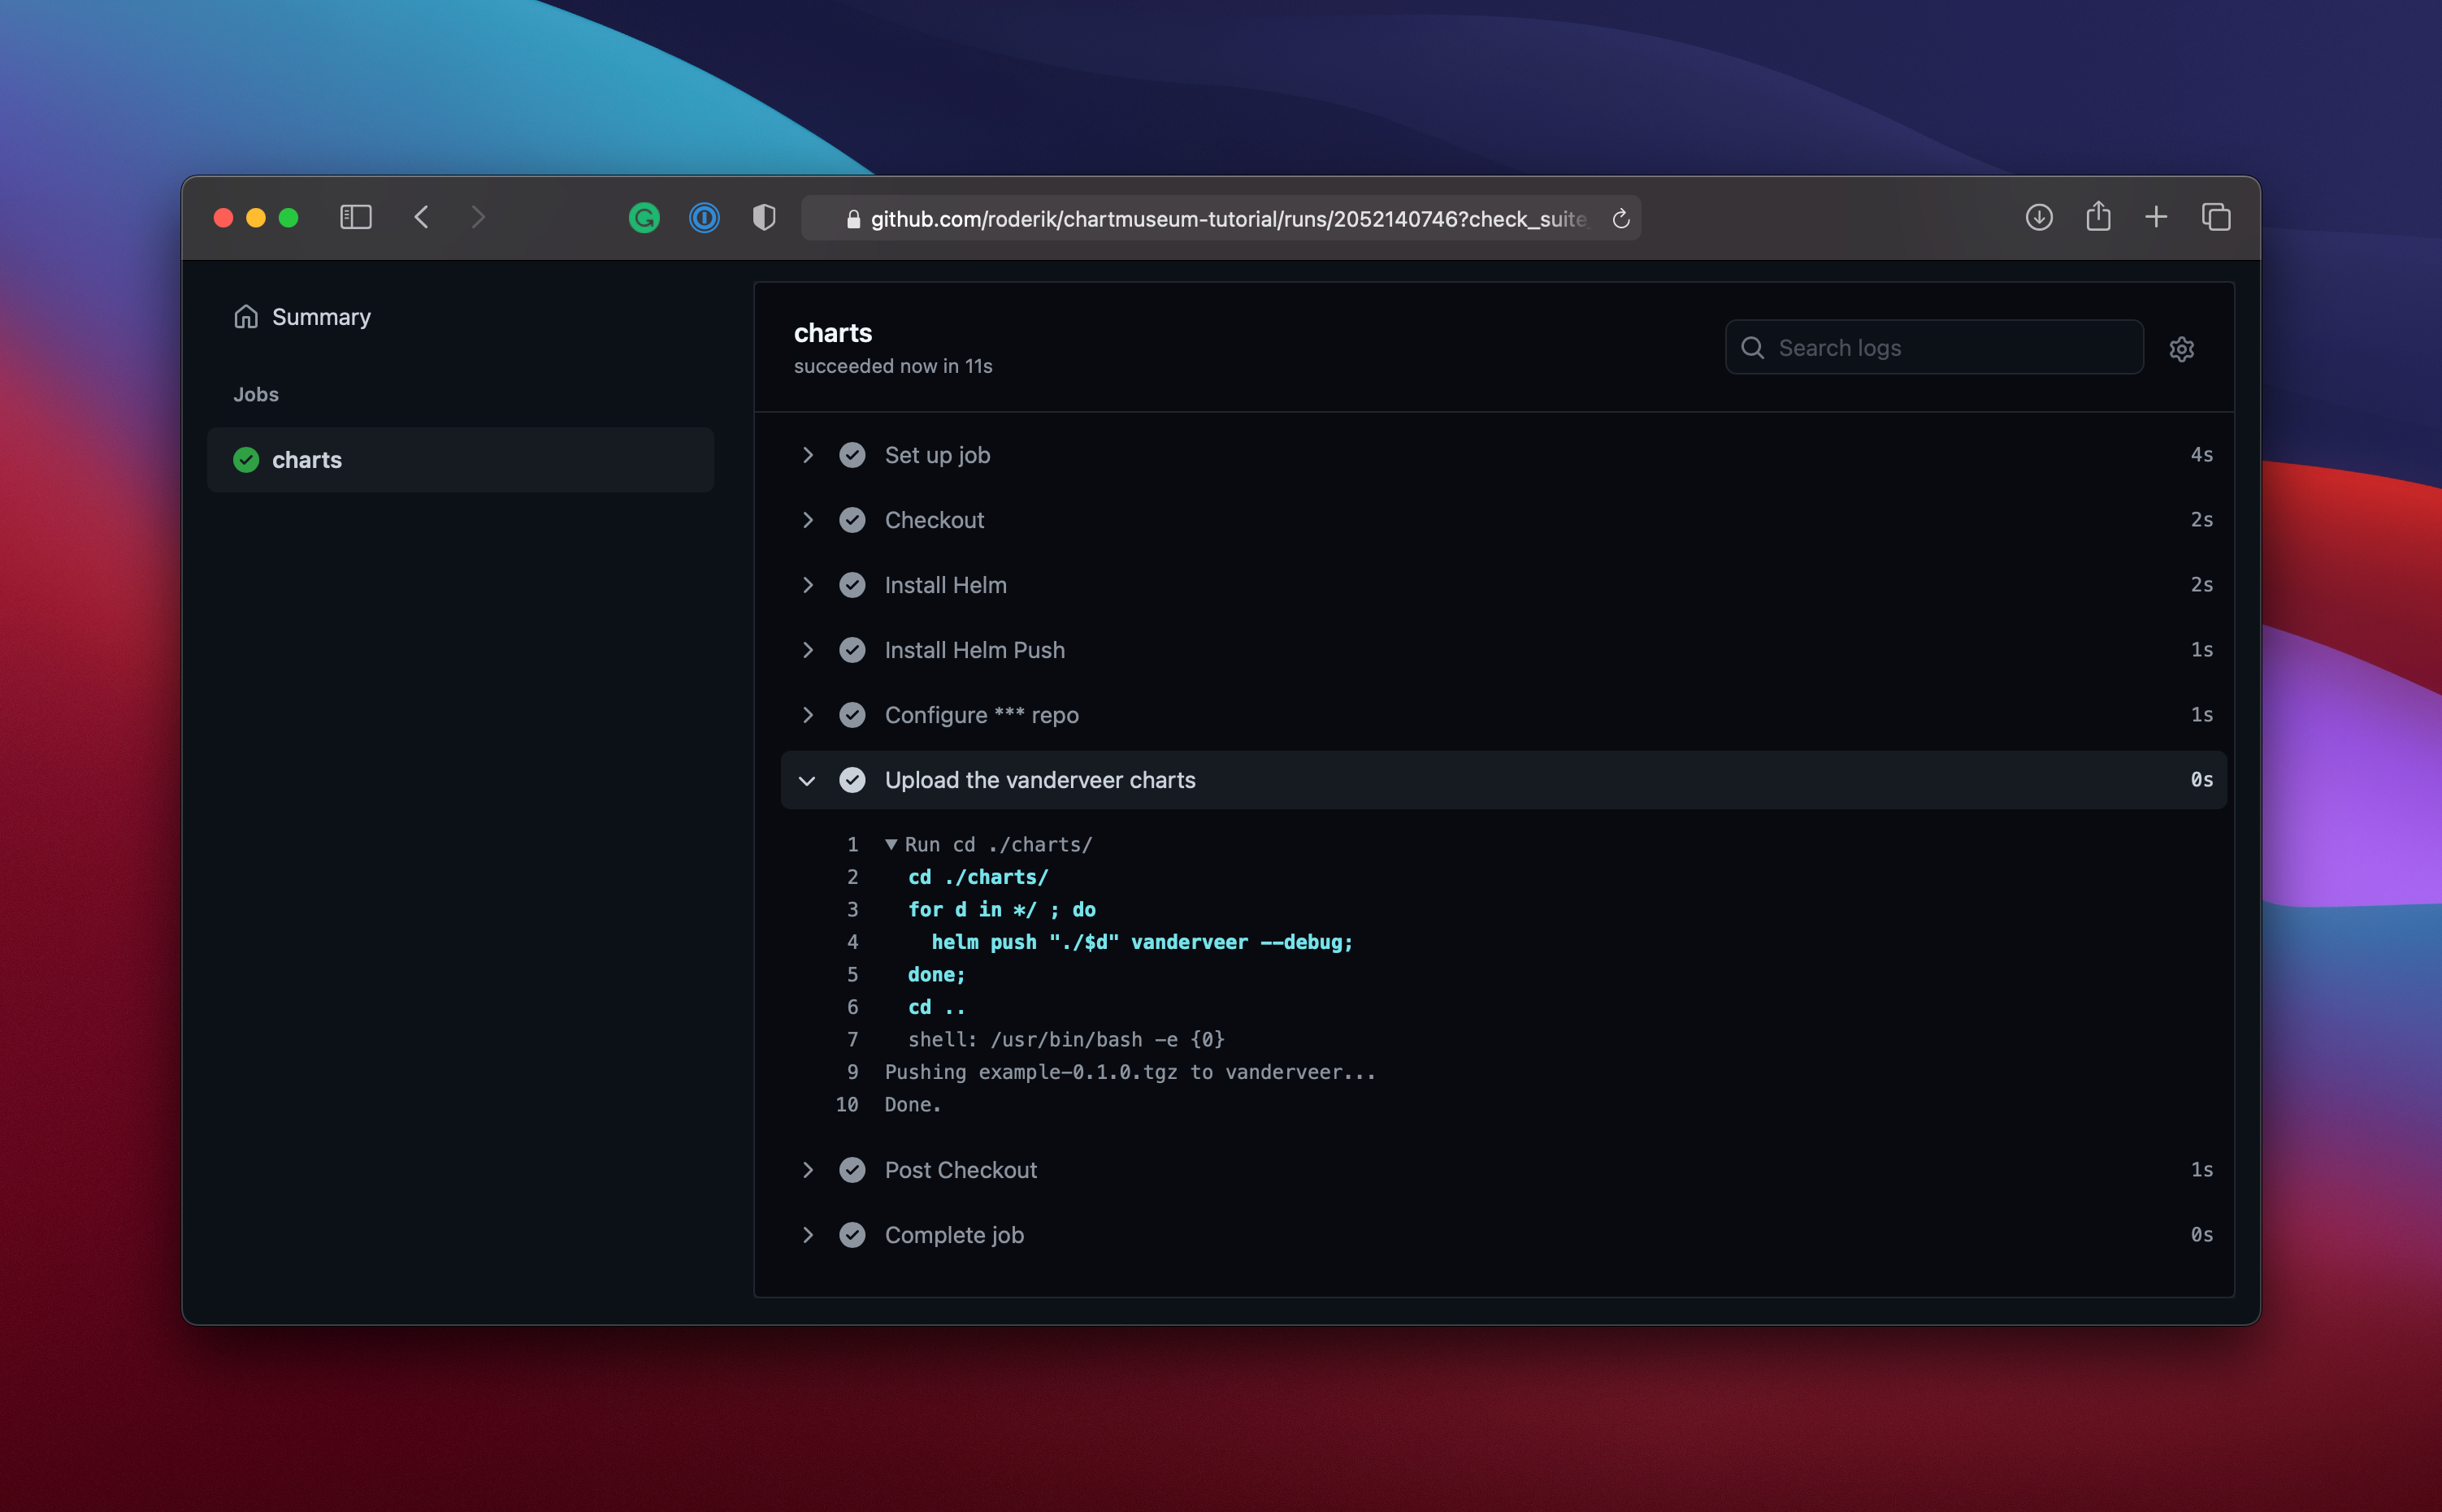 github.com/roderik/chartmuseum-tutorial/runs/2052140746?check_suite_
Summary
Jobs
charts
charts
succeeded now in 11s
Search logs
Set up job 4s
Checkout 2s
Install Helm 2s
Install Helm Push 1s
Configure *** repo 1s
Upload the vanderveer charts 0s
1 ▼ Run cd ./charts/
2 cd ./charts/
3 for d in */ ; do
4 helm push "./$d" vanderveer --debug;
5 done;
6 cd ..
7 shell: /usr/bin/bash -e {0}
9 Pushing example-0.1.0.tgz to vanderveer...
10 Done.
Post Checkout 1s
Complete job 0s